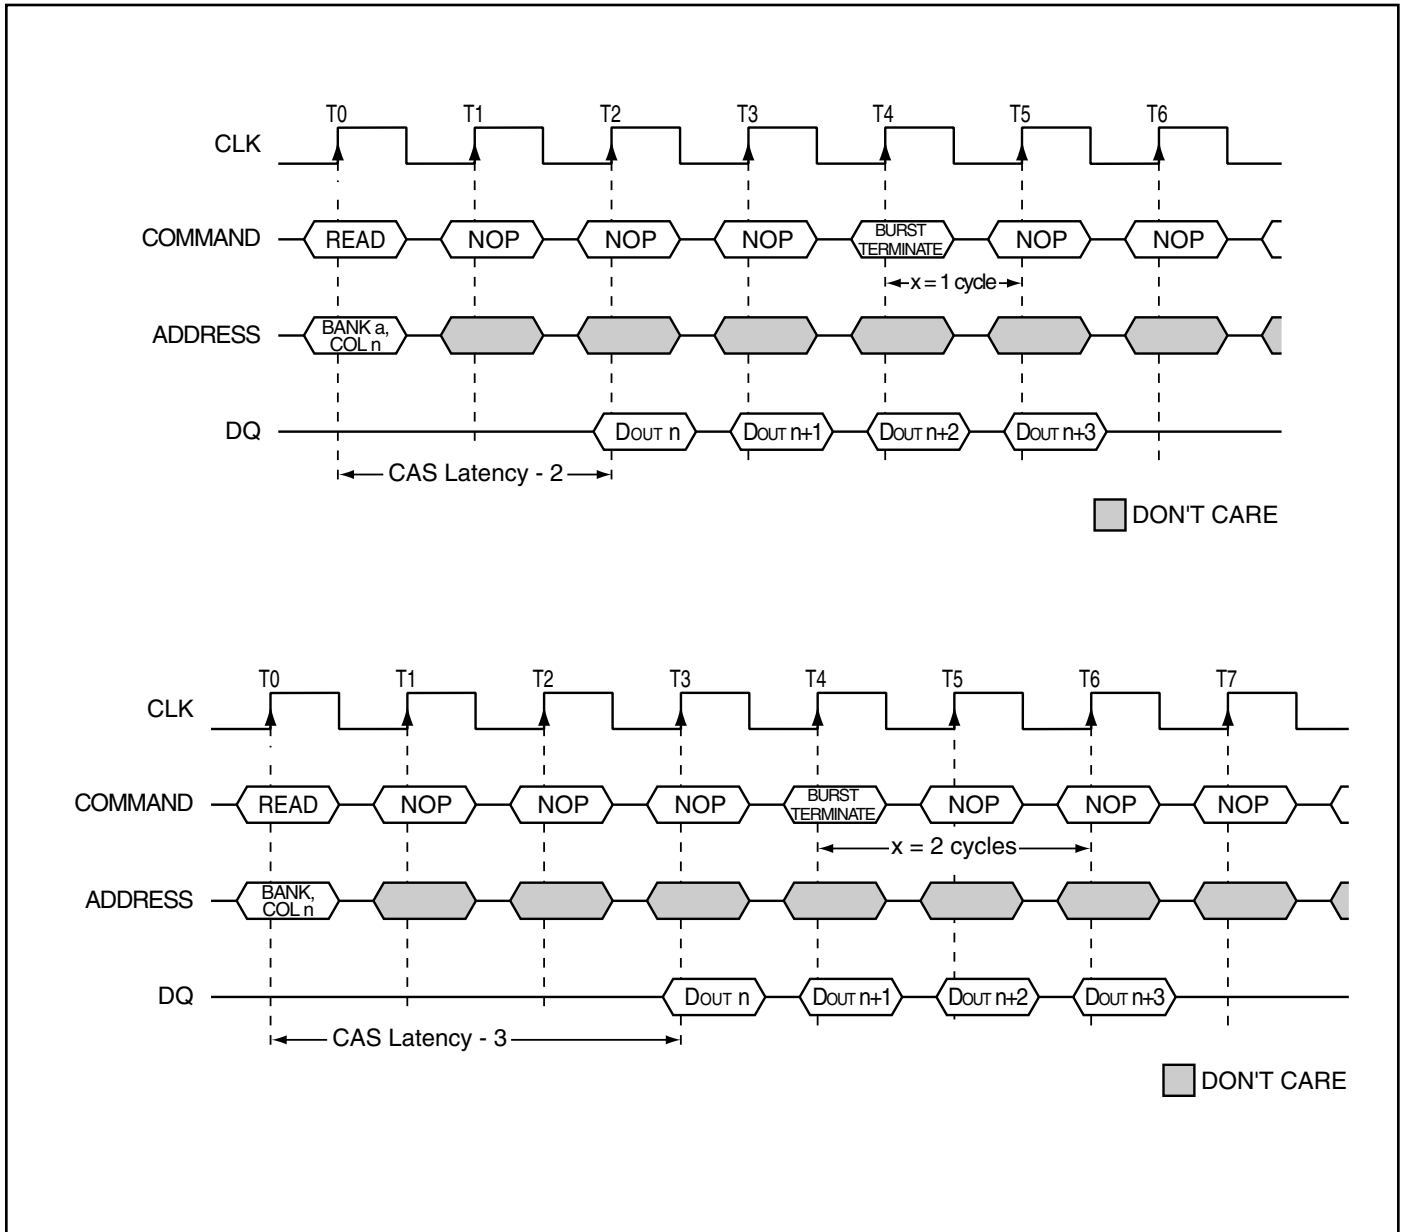 T0 T1 T2 T3 T4 T5 T6
CLK
COMMAND READ NOP NOP NOP BURST TERMINATE NOP NOP
x = 1 cycle
ADDRESS BANK a, COL n
DQ DOUT n DOUT n+1 DOUT n+2 DOUT n+3
CAS Latency - 2
DON'T CARE
T0 T1 T2 T3 T4 T5 T6 T7
CLK
COMMAND READ NOP NOP NOP BURST TERMINATE NOP NOP NOP
x = 2 cycles
ADDRESS BANK, COL n
DQ DOUT n DOUT n+1 DOUT n+2 DOUT n+3
CAS Latency - 3
DON'T CARE